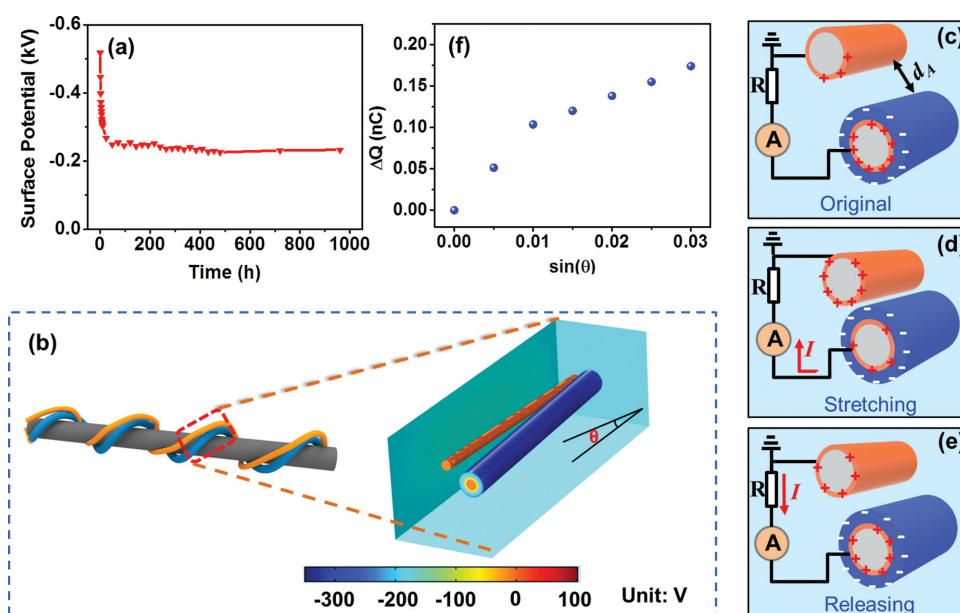 (a)
Surface Potential (kV)
-0.6
-0.4
-0.2
0.0
0 200 400 600 800 1000
Time (h)
(f)
ΔQ (nC)
0.20
0.15
0.10
0.05
0.00
0.00 0.01 0.02 0.03
sin(θ)
(b)
θ
-300 -200 -100 0 100
Unit: V
(c)
R
A
d_A
+ + +
+ + + + + + + +
- - - - - - - - -
Original
(d)
R
A
I
+ + + + + + +
+ + +
- - - - - - - - -
Stretching
(e)
R
I
A
+ + + + +
+ + + + + + +
- - - - - - - - -
Releasing